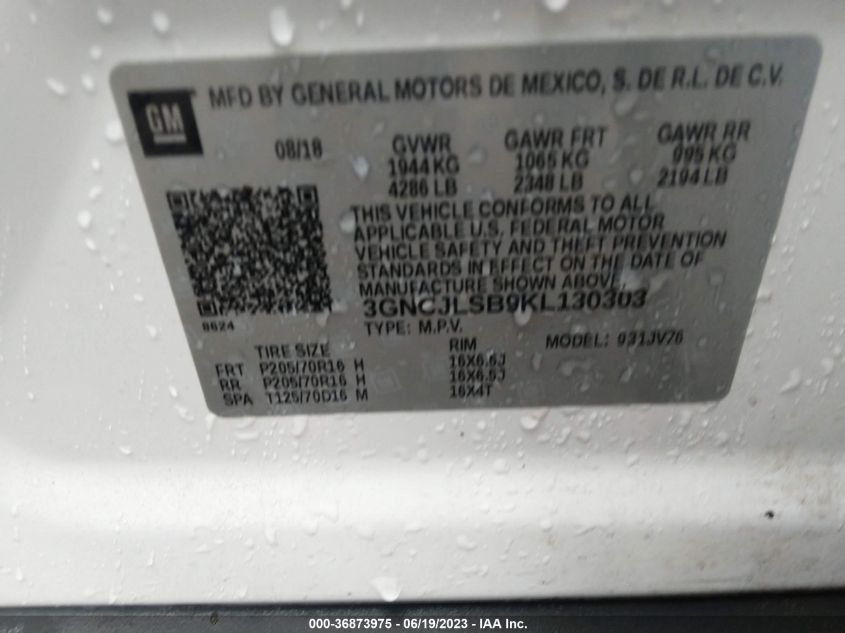 GM
MFD BY GENERAL MOTORS DE MEXICO, S. DE R.L. DE C.V.
08/18 GVWR GAWR FRT GAWR RR
1944 KG 1065 KG 995 KG
4286 LB 2348 LB 2194 LB
THIS VEHICLE CONFORMS TO ALL
APPLICABLE U.S. FEDERAL MOTOR
VEHICLE SAFETY AND THEFT PREVENTION
STANDARDS IN EFFECT ON THE DATE OF
MANUFACTURE SHOWN ABOVE.
3GNCJLSB9KL130303
8624
TYPE: M.P.V. MODEL: 931JV76
TIRE SIZE RIM
FRT P205/70R16 H 16X6.5J
RR P205/70R16 H 16X6.5J
SPA T125/70D16 M 16X4T
000-36873975 - 06/19/2023 - IAA Inc.